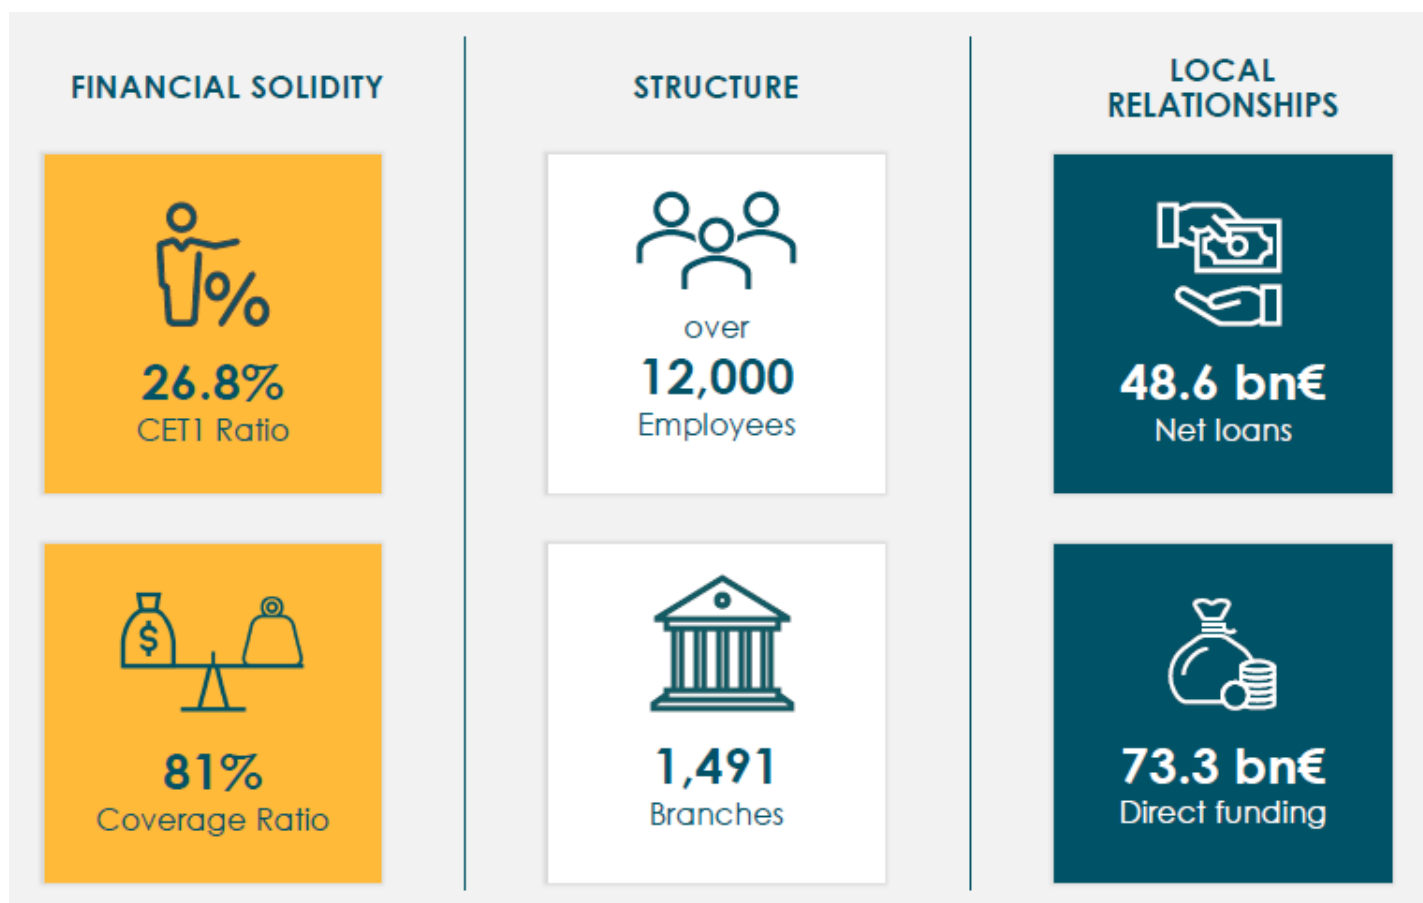 FINANCIAL SOLIDITY
%
26.8%
CET1 Ratio
$
81%
Coverage Ratio
STRUCTURE
over
12,000
Employees
1,491
Branches
LOCAL
RELATIONSHIPS
48.6 bn€
Net loans
73.3 bn€
Direct funding